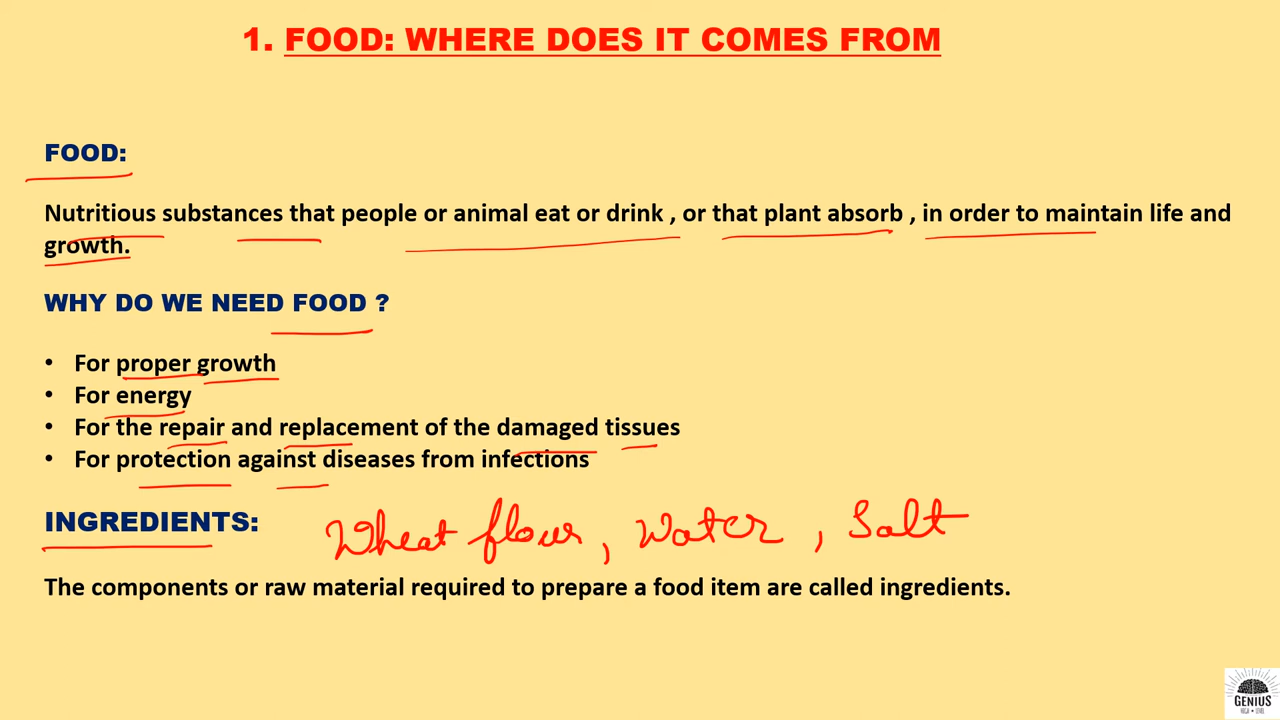 1. FOOD: WHERE DOES IT COMES FROM
FOOD:
Nutritious substances that people or animal eat or drink , or that plant absorb , in order to maintain life and
growth.
WHY DO WE NEED FOOD ?
• For proper growth
• For energy
• For the repair and replacement of the damaged tissues
• For protection against diseases from infections
INGREDIENTS: Wheat flour, Water, Salt
The components or raw material required to prepare a food item are called ingredients.
GENIUS